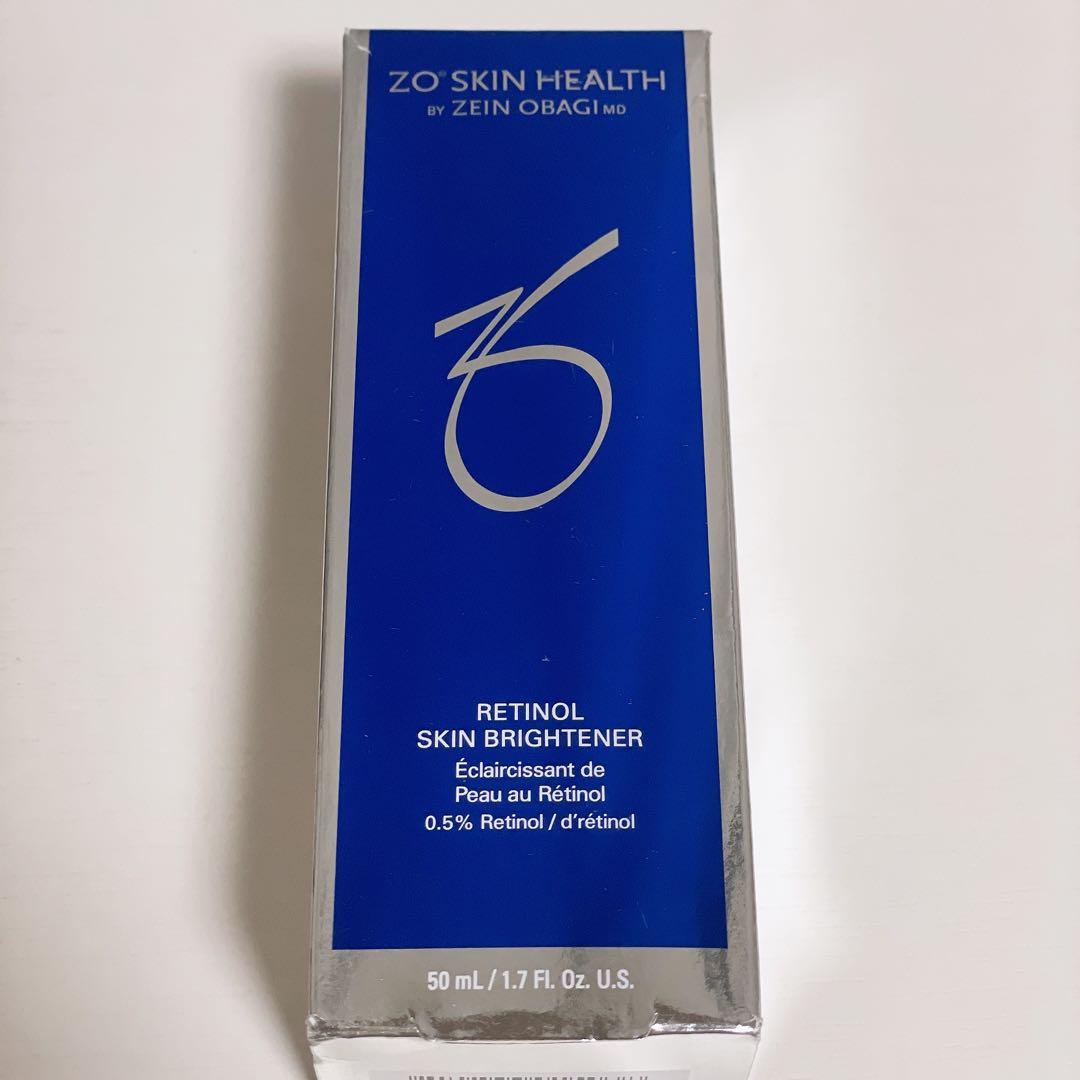 ZO® SKIN HEALTH
BY ZEIN OBAGI MD
RETINOL
SKIN BRIGHTENER
Éclaircissant de
Peau au Rétinol
0.5% Retinol / d'rétinol
50 mL / 1.7 Fl. Oz. U.S.